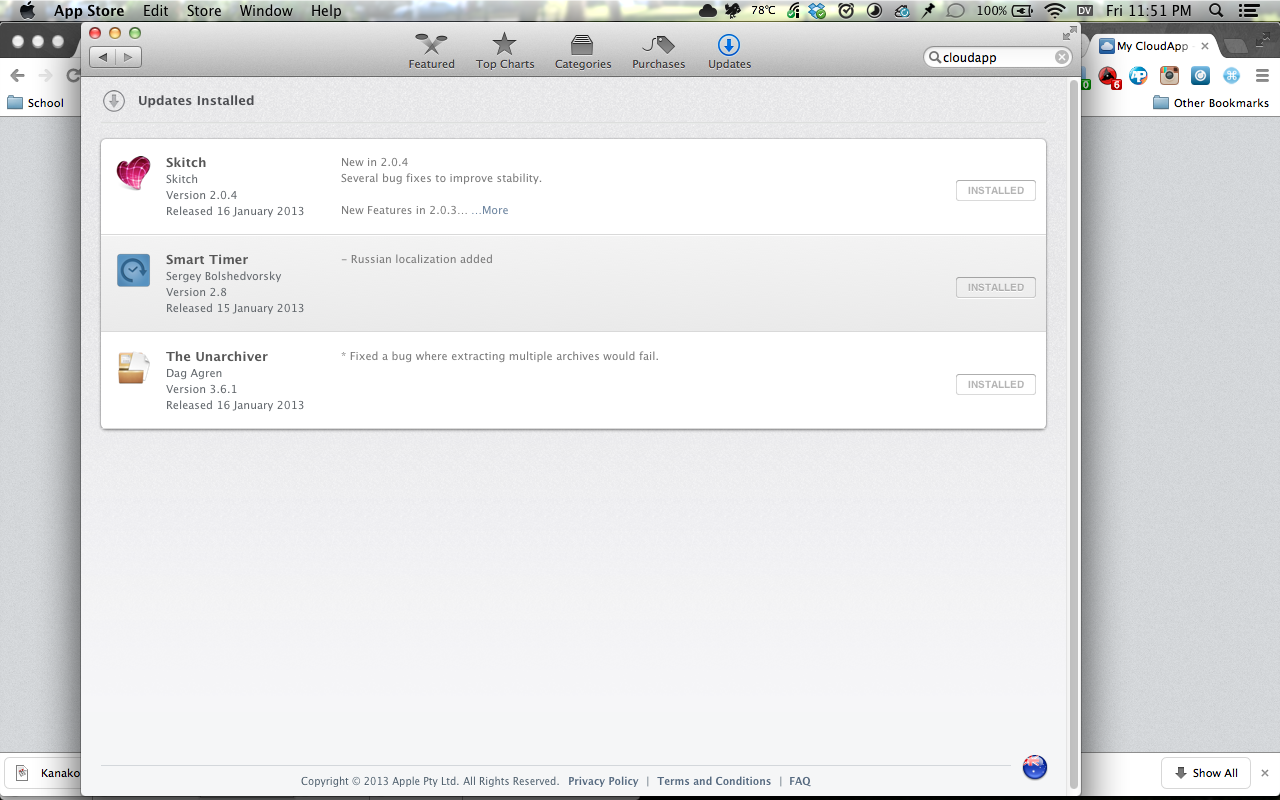 App Store Edit Store Window Help 78°C 100% DV Fri 11:51 PM
Featured Top Charts Categories Purchases Updates cloudapp
My CloudApp
0 6
School
Other Bookmarks
Updates Installed
Skitch
Skitch
Version 2.0.4
Released 16 January 2013
New in 2.0.4
Several bug fixes to improve stability.
New Features in 2.0.3... ...More
INSTALLED
Smart Timer
Sergey Bolshedvorsky
Version 2.8
Released 15 January 2013
- Russian localization added
INSTALLED
The Unarchiver
Dag Agren
Version 3.6.1
Released 16 January 2013
* Fixed a bug where extracting multiple archives would fail.
INSTALLED
Kanako
Show All
Copyright © 2013 Apple Pty Ltd. All Rights Reserved. Privacy Policy | Terms and Conditions | FAQ